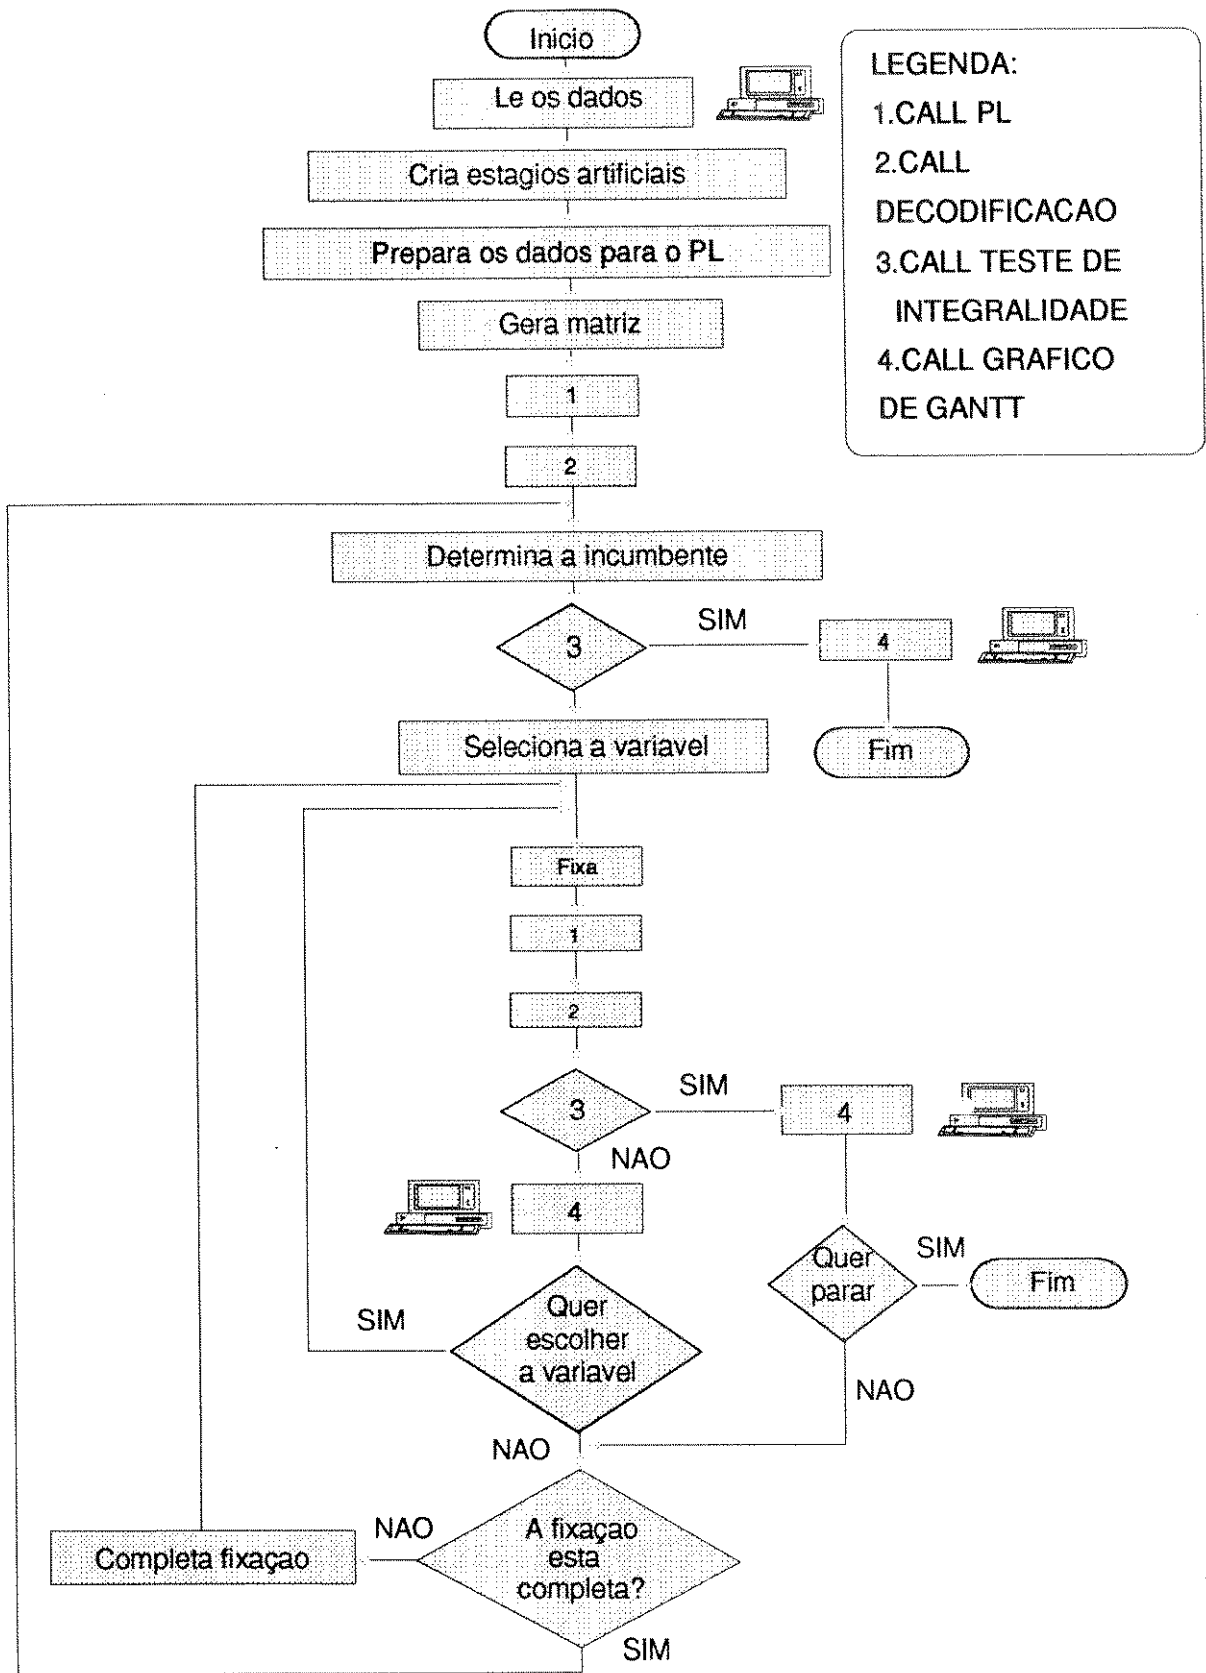 Inicio
Le os dados
Cria estagios artificiais
Prepara os dados para o PL
Gera matriz
1
2
LEGENDA:
1.CALL PL
2.CALL
DECODIFICACAO
3.CALL TESTE DE
INTEGRALIDADE
4.CALL GRAFICO
DE GANTT
Determina a incumbente
3
SIM
4
Fim
Seleciona a variavel
Fixa
1
2
3
SIM
4
NAO
4
Quer
parar
SIM
Fim
NAO
Quer
escolher
a variavel
SIM
NAO
A fixaçao
esta
completa?
NAO
Completa fixaçao
SIM